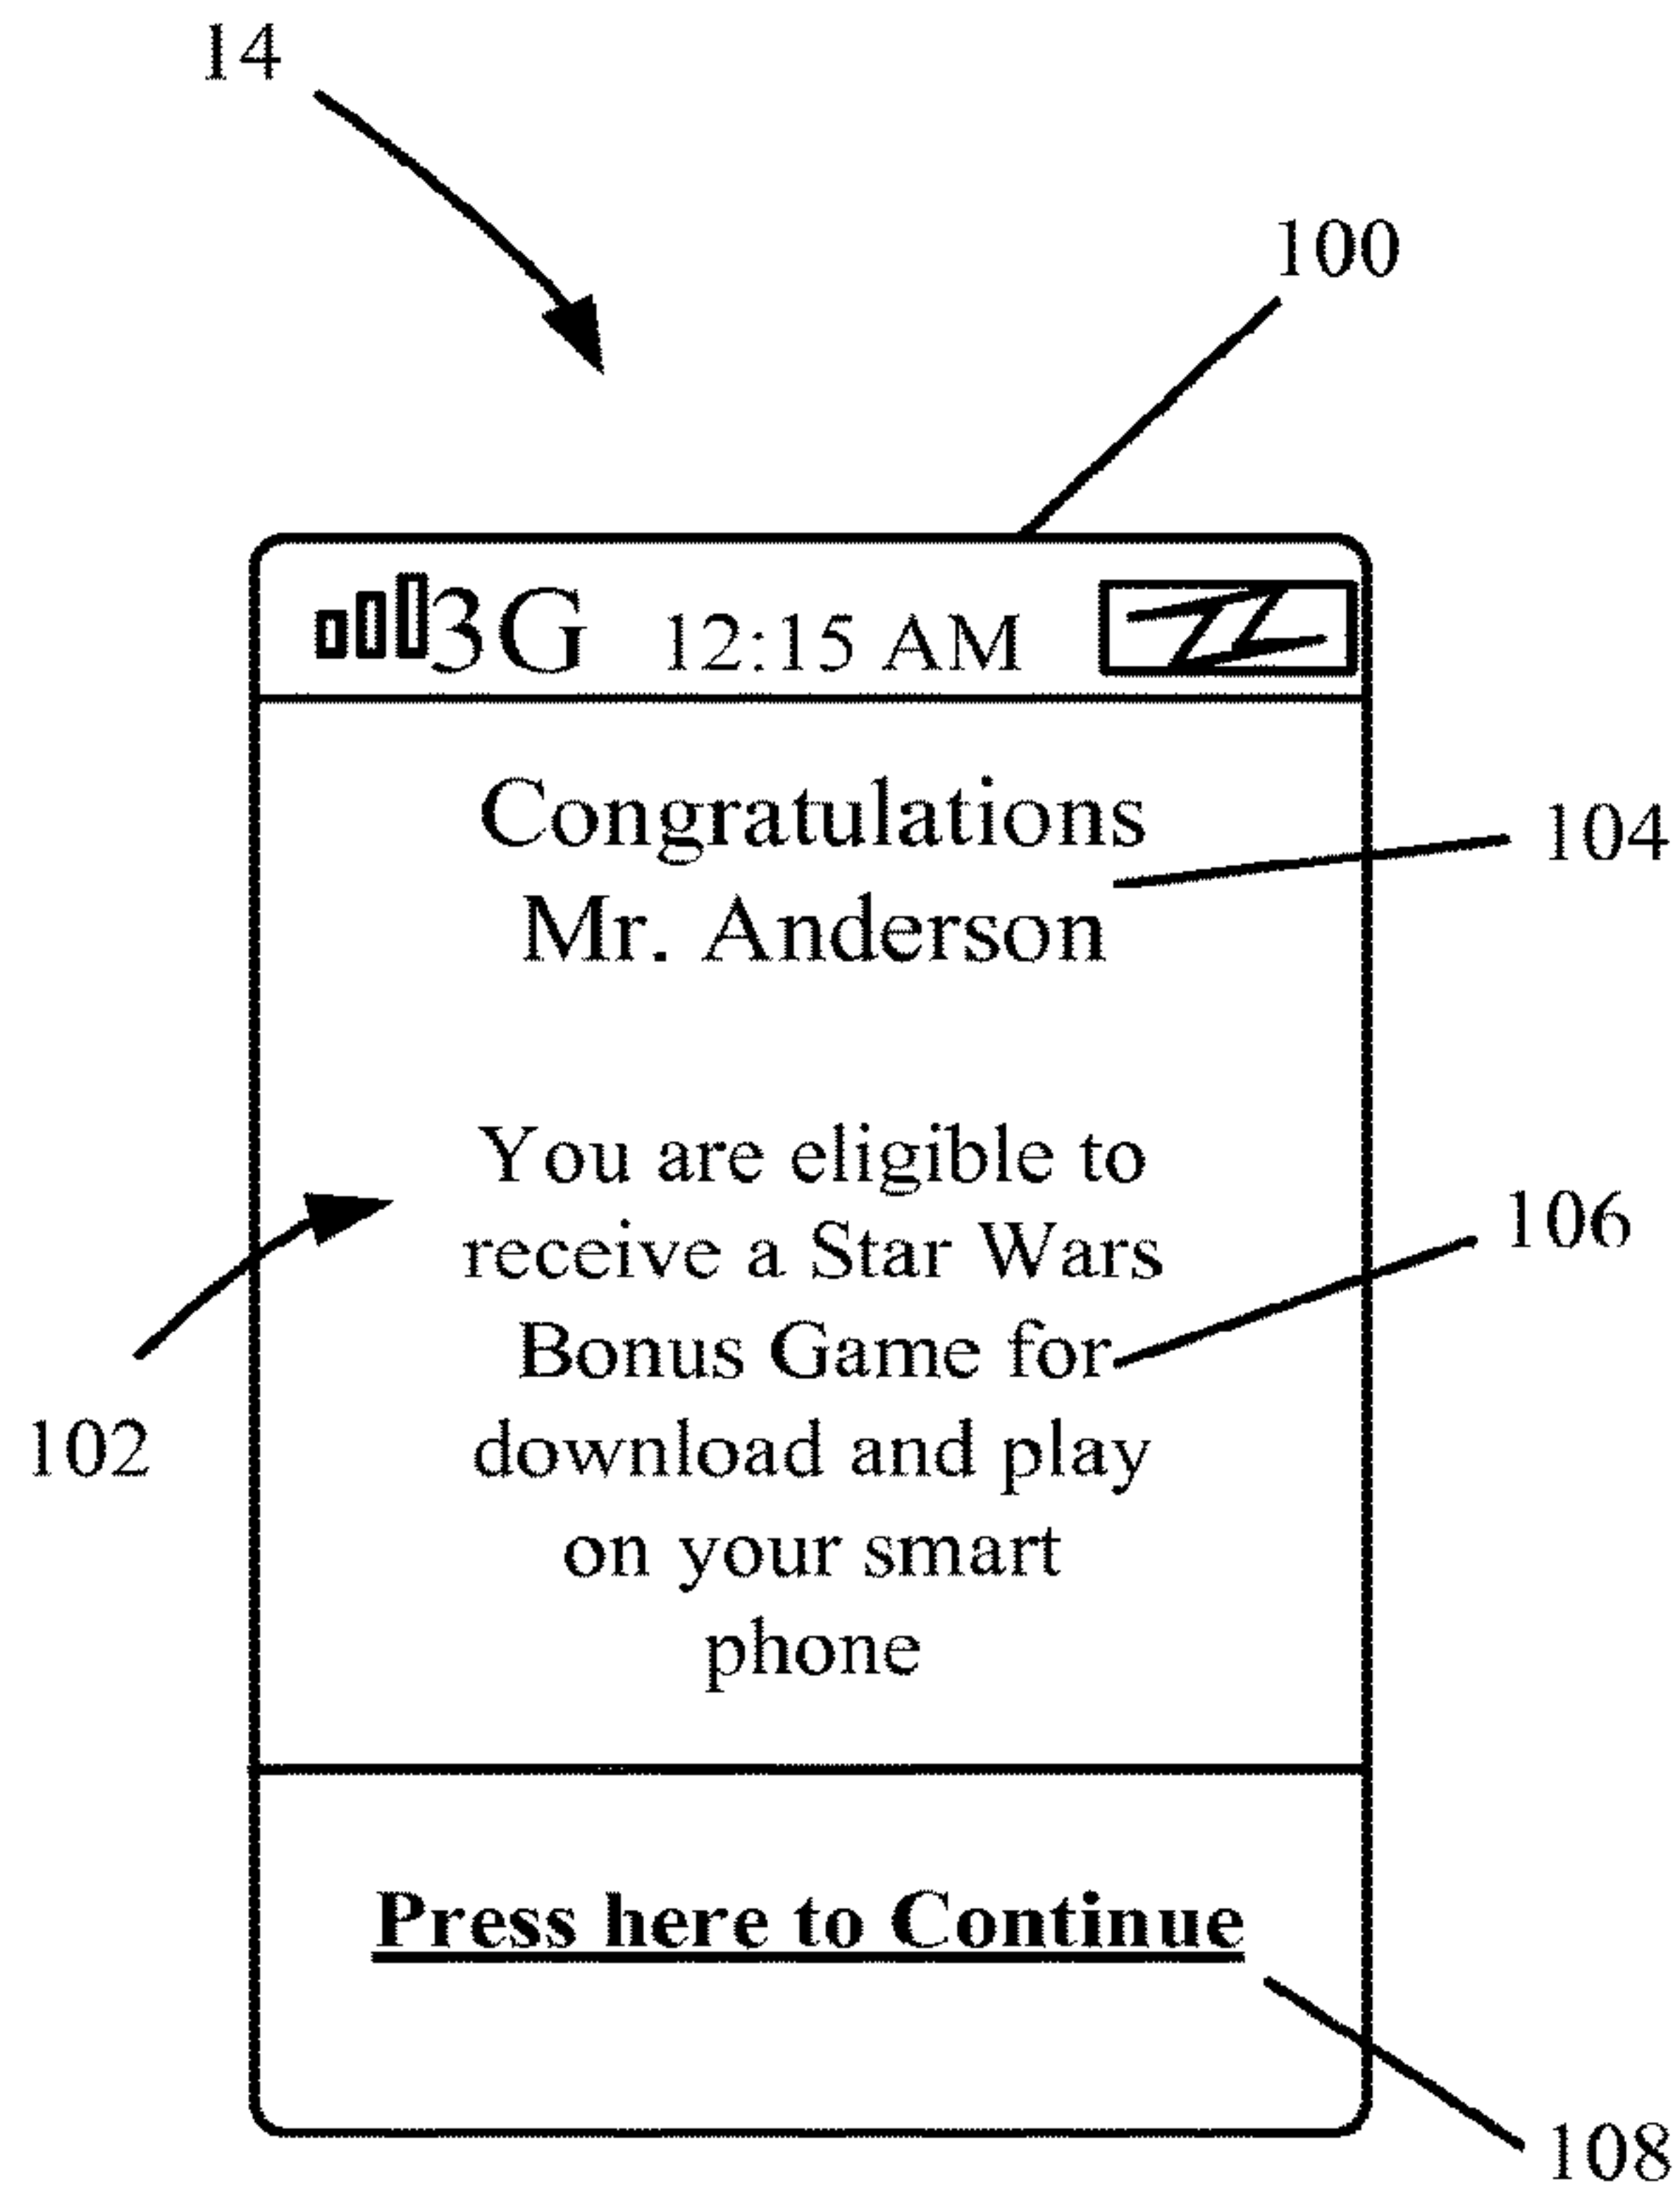 14
100
3G 12:15 AM
Congratulations
104
Mr. Anderson
You are eligible to
106
receive a Star Wars
Bonus Game for
102
download and play
on your smart
phone
Press here to Continue
108